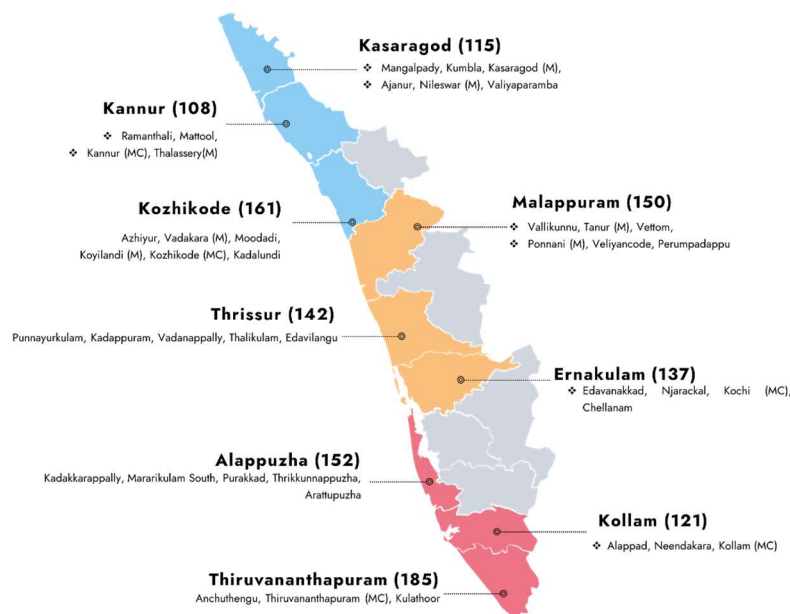 Kasaragod (115)
❖ Mangalpady, Kumbla, Kasaragod (M),
❖ Ajanur, Nileswar (M), Valiyaparamba
Kannur (108)
❖ Ramanthali, Mattool,
❖ Kannur (MC), Thalassery(M)
Kozhikode (161)
Azhiyur, Vadakara (M), Moodadi,
Koyilandi (M), Kozhikode (MC), Kadalundi
Malappuram (150)
❖ Vallikunnu, Tanur (M), Vettom,
❖ Ponnani (M), Veliyancode, Perumpadappu
Thrissur (142)
Punnayurkulam, Kadappuram, Vadanappally, Thalikulam, Edavilangu
Ernakulam (137)
❖ Edavanakkad, Njarackal, Kochi (MC),
Chellanam
Alappuzha (152)
Kadakkarappally, Mararikulam South, Purakkad, Thrikkunnappuzha,
Arattupuzha
Kollam (121)
❖ Alappad, Neendakara, Kollam (MC)
Thiruvananthapuram (185)
Anchuthengu, Thiruvananthapuram (MC), Kulathoor